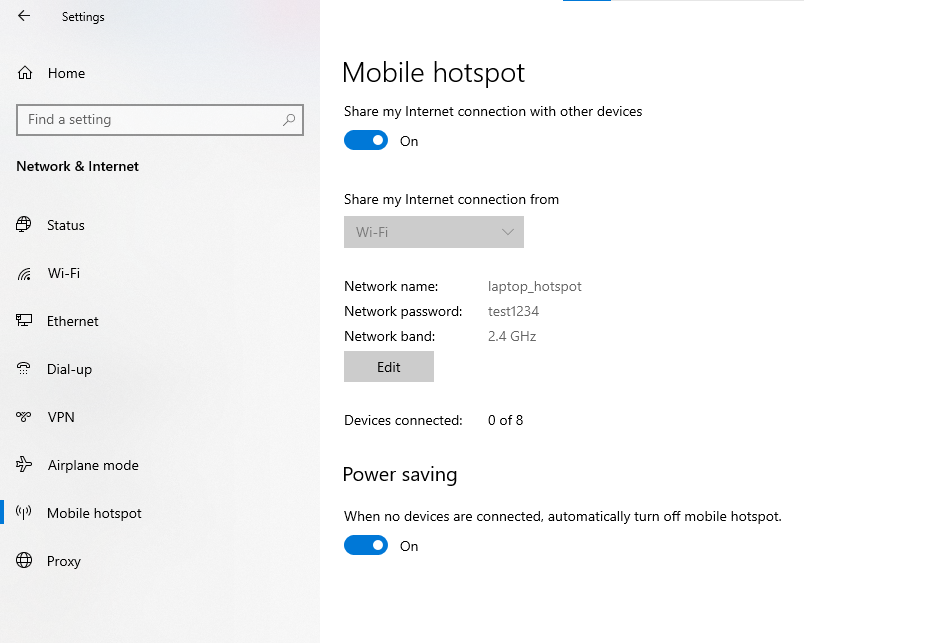 Settings
Home
Find a setting
Network & Internet
Status
Wi-Fi
Ethernet
Dial-up
VPN
Airplane mode
Mobile hotspot
Proxy
Mobile hotspot
Share my Internet connection with other devices
On
Share my Internet connection from
Wi-Fi
Network name: laptop_hotspot
Network password: test1234
Network band: 2.4 GHz
Edit
Devices connected: 0 of 8
Power saving
When no devices are connected, automatically turn off mobile hotspot.
On